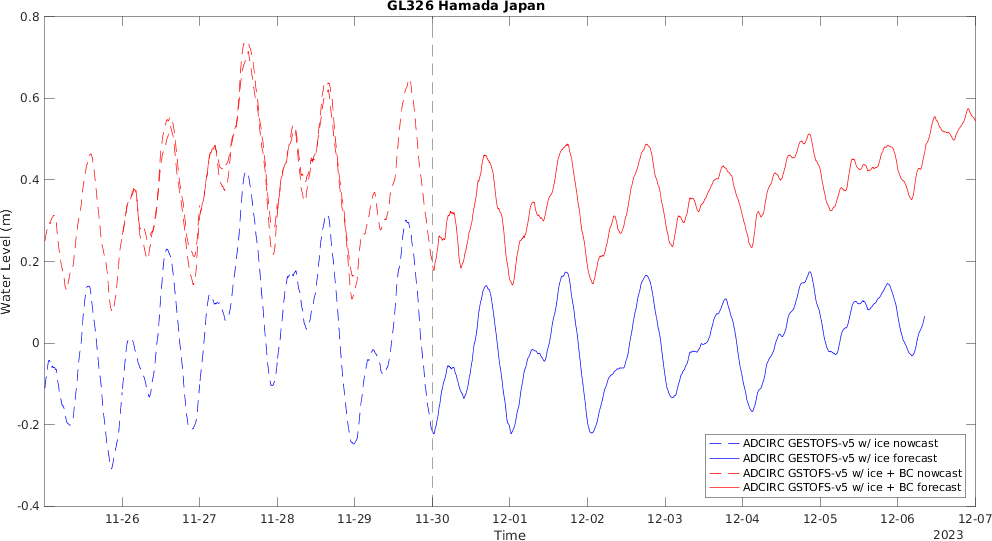 GL326 Hamada Japan
0.8
0.6
0.4
0.2
0
-0.2
-0.4
Water Level (m)
ADCIRC GESTOFS-v5 w/ ice nowcast
ADCIRC GESTOFS-v5 w/ ice forecast
ADCIRC GSTOFS-v5 w/ ice + BC nowcast
ADCIRC GSTOFS-v5 w/ ice + BC forecast
11-26 11-27 11-28 11-29 11-30 12-01 12-02 12-03 12-04 12-05 12-06 12-07
Time 2023